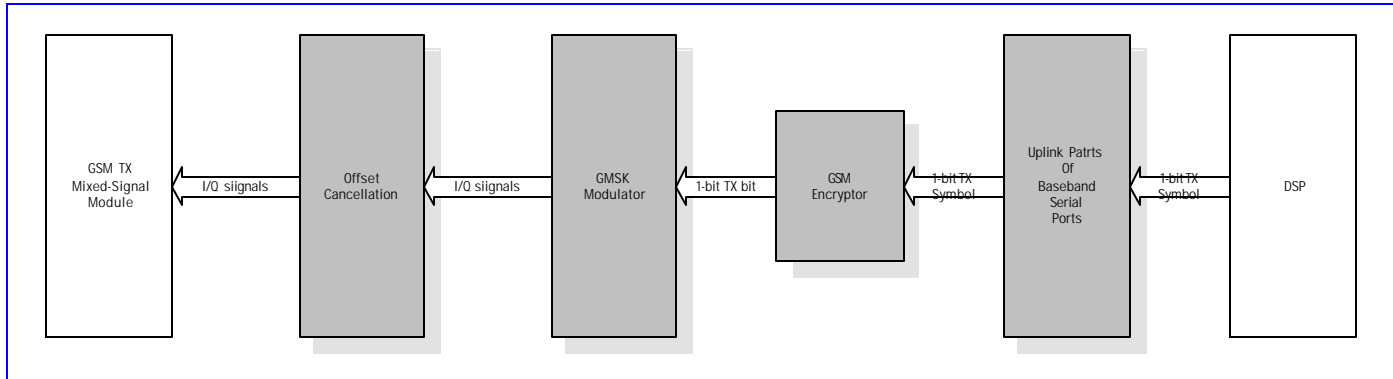 GSM TX
Mixed-Signal
Module
I/Q siignals
Offset
Cancellation
I/Q siignals
GMSK
Modulator
1-bit TX bit
GSM
Encryptor
1-bit TX
Symbol
Uplink Patrts
Of
Baseband
Serial
Ports
1-bit TX
Symbol
DSP